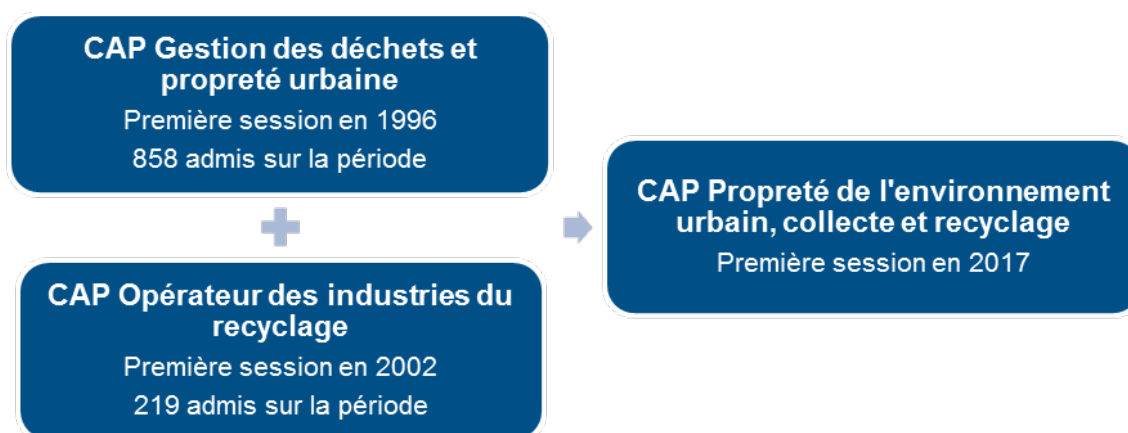 CAP Gestion des déchets et
propreté urbaine
Première session en 1996
858 admis sur la période
CAP Opérateur des industries du
recyclage
Première session en 2002
219 admis sur la période
CAP Propreté de l'environnement
urbain, collecte et recyclage
Première session en 2017